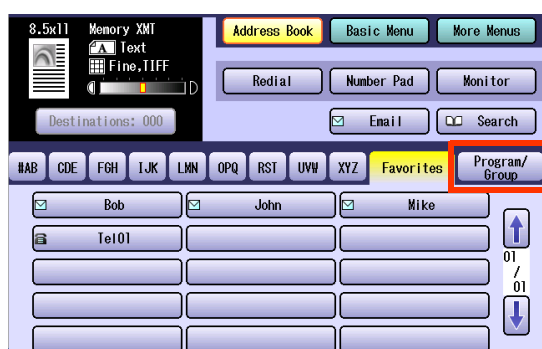 8.5x11 Memory XMT
A Text
Fine,TIFF
D
Destinations: 000
Address Book Basic Menu More Menus
Redial Number Pad Monitor
Email Search
#AB CDE FGH IJK LMN OPQ RST UVW XYZ Favorites Program/
Group
Bob John Mike
Tel01
01
/
01